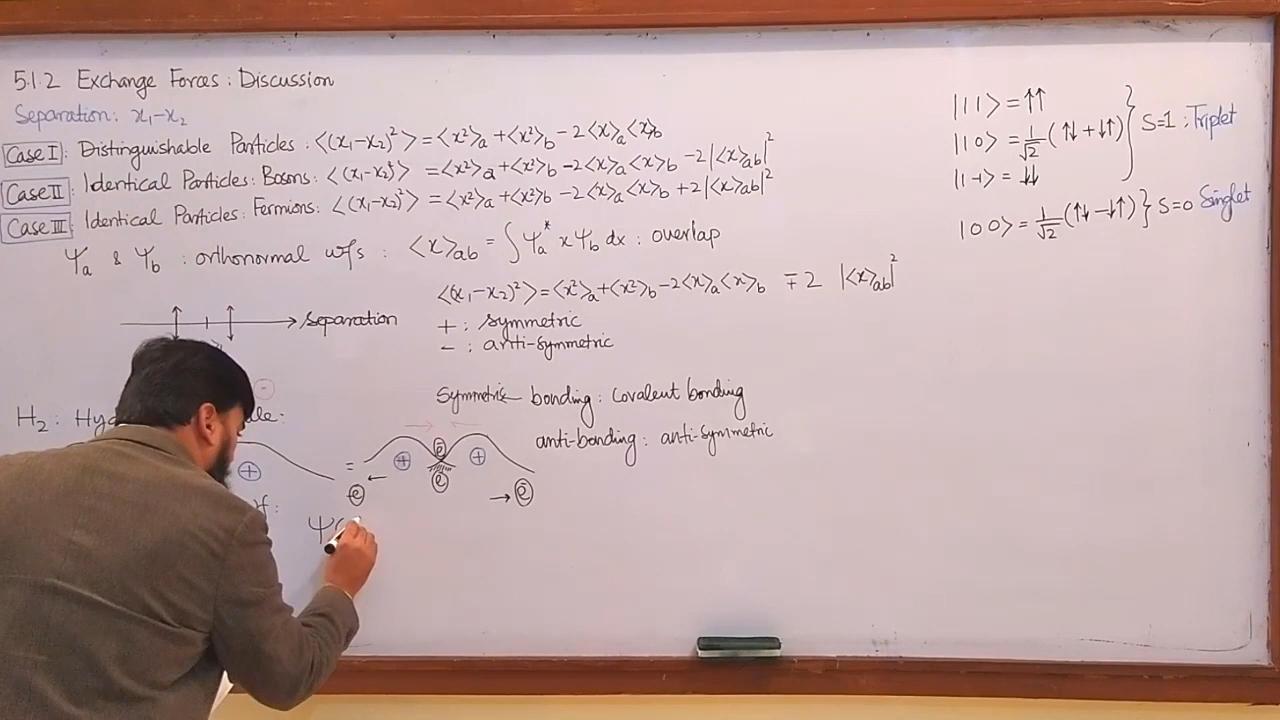 5.1.2 Exchange Forces: Discussion
Separation: x₁-x₂
Case I: Distinguishable Particles: ⟨(x₁-x₂)²⟩ = ⟨x²⟩a + ⟨x²⟩b - 2⟨x⟩a⟨x⟩b
Case II: Identical Particles: Bosons: ⟨(x₁-x₂)²⟩ = ⟨x²⟩a + ⟨x²⟩b - 2⟨x⟩a⟨x⟩b - 2|⟨x⟩ab|²
Case III: Identical Particles: Fermions: ⟨(x₁-x₂)²⟩ = ⟨x²⟩a + ⟨x²⟩b - 2⟨x⟩a⟨x⟩b + 2|⟨x⟩ab|²
Ψa & Ψb : orthonormal wfs : ⟨x⟩ab = ∫Ψa* x Ψb dx : overlap
⟨(x₁-x₂)²⟩ = ⟨x²⟩a + ⟨x²⟩b - 2⟨x⟩a⟨x⟩b ∓ 2 |⟨x⟩ab|²
separation
+ : symmetric
- : anti-symmetric
H₂:
symmetric bonding: covalent bonding
anti-bonding: anti-symmetric
-
+ = + ē +
e ē ē
Ψ(
|1 1⟩ = ↑↑
|1 0⟩ = 1/√2 (↑↓ + ↓↑) } S=1 : Triplet
|1 -1⟩ = ↓↓
|0 0⟩ = 1/√2 (↑↓ - ↓↑) } S=0 Singlet